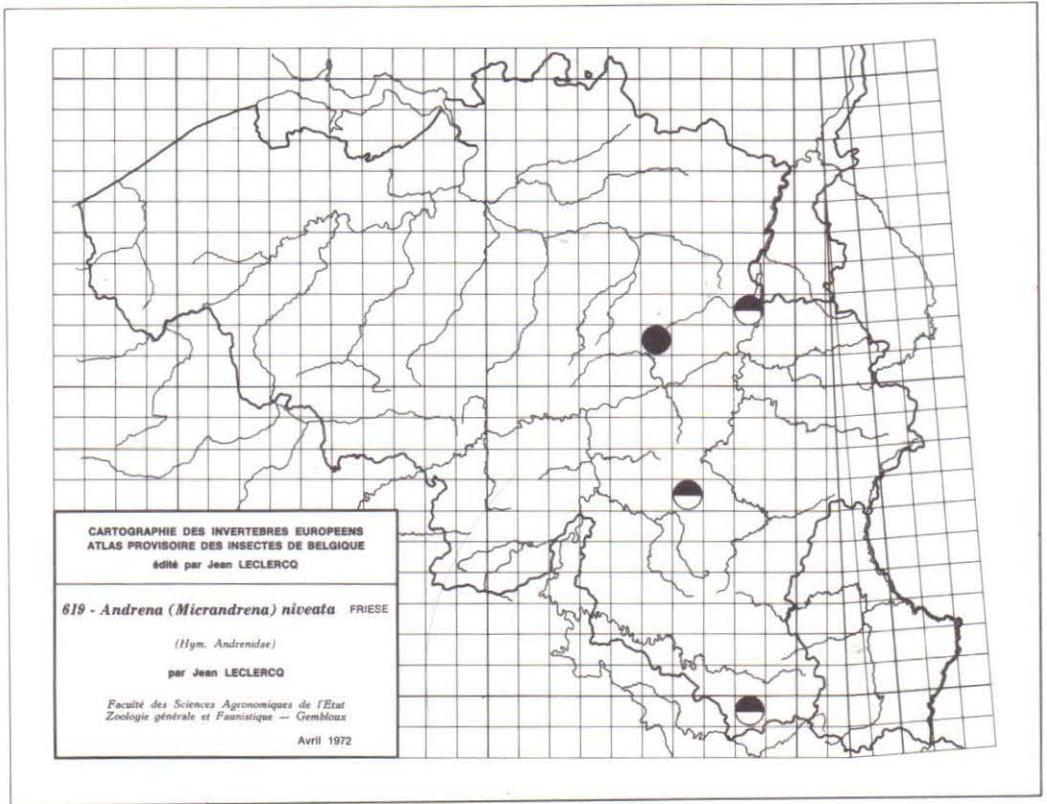 CARTOGRAPHIE DES INVERTEBRES EUROPEENS
ATLAS PROVISOIRE DES INSECTES DE BELGIQUE
édité par Jean LECLERCQ
619 - Andrena (Micrandrena) niveata FRIESE
(Hym. Andrenidae)
par Jean LECLERCQ
Faculté des Sciences Agronomiques de l'Etat
Zoologie générale et Faunistique — Gembloux
Avril 1972